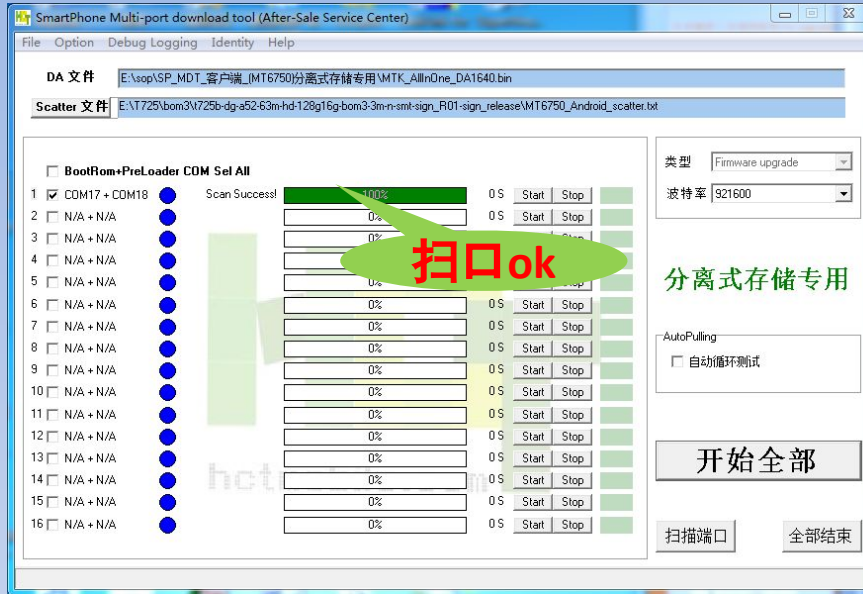 SmartPhone Multi-port download tool (After-Sale Service Center)
File Option Debug Logging Identity Help
DA 文件 E:\sop\SP_MDT_客户端_(MT6750)分离式存储专用\MTK_AllInOne_DA1640.bin
Scatter 文件 E:\T725\bom3\t725b-dg-a52-63m-hd-128g16g-bom3-3m-n-smt-sign_R01-sign_release\MT6750_Android_scatter.txt
BootRom+PreLoader COM Sel All
1 COM17 + COM18 Scan Success! 100% 0 S Start Stop
2 N/A + N/A 0% 0 S Start Stop
3 N/A + N/A 0% Stop
4 N/A + N/A
5 N/A + N/A Stop
6 N/A + N/A 0% 0 S Start Stop
7 N/A + N/A 0% 0 S Start Stop
8 N/A + N/A 0% 0 S Start Stop
9 N/A + N/A 0% 0 S Start Stop
10 N/A + N/A 0% 0 S Start Stop
11 N/A + N/A 0% 0 S Start Stop
12 N/A + N/A 0% 0 S Start Stop
13 N/A + N/A 0% 0 S Start Stop
14 N/A + N/A 0% 0 S Start Stop
15 N/A + N/A 0% 0 S Start Stop
16 N/A + N/A 0% 0 S Start Stop
扫口ok
类型 Firmware upgrade
波特率 921600
分离式存储专用
AutoPulling
自动循环测试
开始全部
扫描端口 全部结束